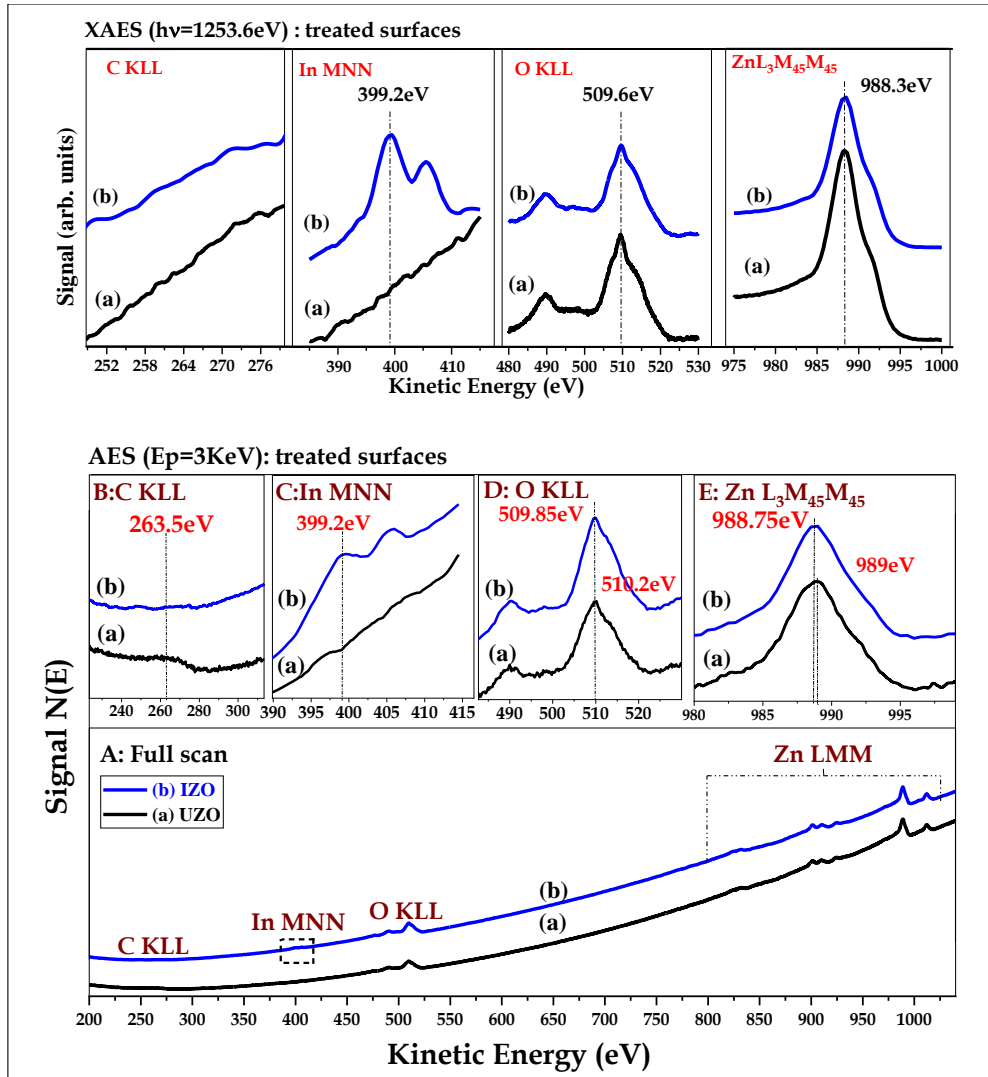 XAES (hν=1253.6eV) : treated surfaces
C KLL
In MNN
O KLL
ZnL₃M₄₅M₄₅
399.2eV
509.6eV
988.3eV
Signal (arb. units)
(b)
(a)
(b)
(a)
(b)
(a)
(b)
(a)
252 258 264 270 276
390 400 410
480 485 490 495 500 505 510 515 520 525 530
975 980 985 990 995 1000
Kinetic Energy (eV)
AES (Ep=3KeV): treated surfaces
B:C KLL
C:In MNN
D: O KLL
E: Zn L₃M₄₅M₄₅
263.5eV
399.2eV
509.85eV
988.75eV
510.2eV
989eV
(b)
(a)
(b)
(a)
(b)
(a)
(b)
(a)
240 260 280 300
390 395 400 405 410 415
490 500 510 520
980 985 990 995
Signal N(E)
A: Full scan
Zn LMM
(b) IZO
(a) UZO
(b)
(a)
C KLL
In MNN
O KLL
200 250 300 350 400 450 500 550 600 650 700 750 800 850 900 950 1000
Kinetic Energy (eV)